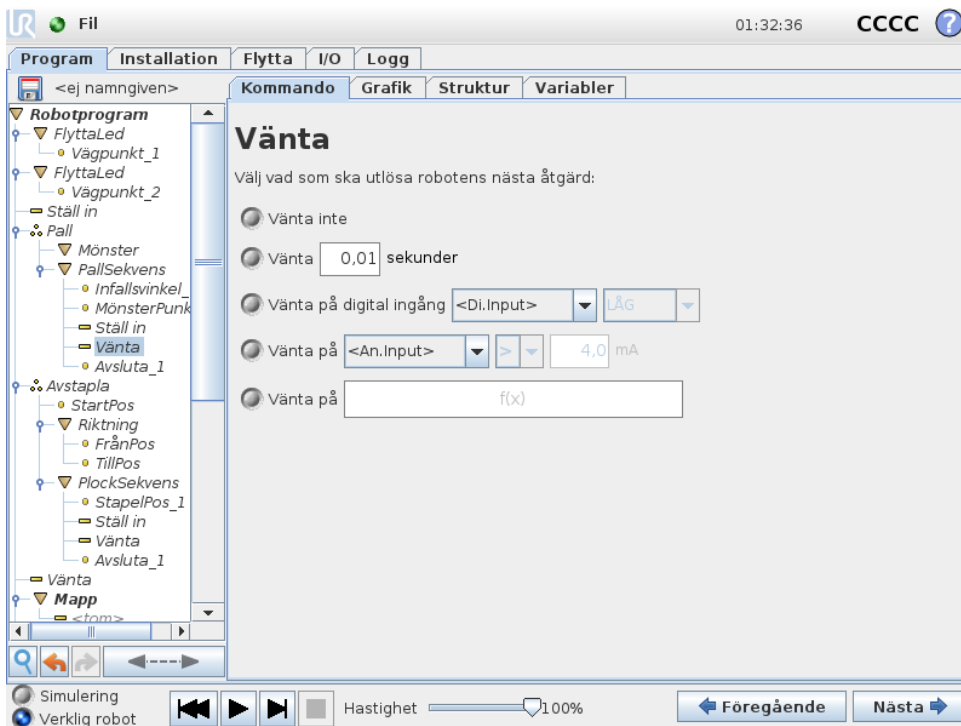 UR Fil 01:32:36 CCCC ?
Program Installation Flytta I/O Logg
<ej namngiven>
Kommando Grafik Struktur Variabler
Robotprogram
FlyttaLed
Vägpunkt_1
FlyttaLed
Vägpunkt_2
Ställ in
Pall
Mönster
PallSekvens
Infallsvinkel_
MönsterPunk
Ställ in
Vänta
Avsluta_1
Avstapla
StartPos
Riktning
FrånPos
TillPos
PlockSekvens
StapelPos_1
Ställ in
Vänta
Avsluta_1
Vänta
Mapp
<tom>
Vänta
Välj vad som ska utlösa robotens nästa åtgärd:
Vänta inte
Vänta 0,01 sekunder
Vänta på digital ingång <Di.Input> LÅG
Vänta på <An.Input> > 4,0 mA
Vänta på f(x)
Simulering
Verklig robot
Hastighet 100%
Föregående Nästa